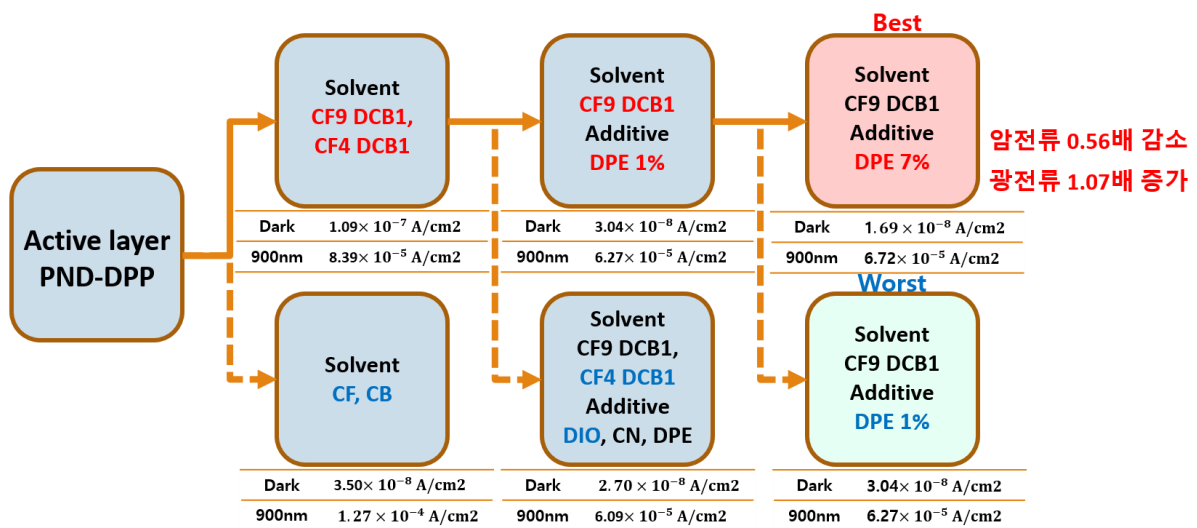 Active layer
PND-DPP
Solvent
CF9 DCB1,
CF4 DCB1
Dark 1.09× 10⁻⁷ A/cm2
900nm 8.39× 10⁻⁵ A/cm2
Solvent
CF9 DCB1
Additive
DPE 1%
Dark 3.04× 10⁻⁸ A/cm2
900nm 6.27× 10⁻⁵ A/cm2
Best
Solvent
CF9 DCB1
Additive
DPE 7%
암전류 0.56배 감소
광전류 1.07배 증가
Dark 1.69× 10⁻⁸ A/cm2
900nm 6.72× 10⁻⁵ A/cm2
Solvent
CF, CB
Dark 3.50× 10⁻⁸ A/cm2
900nm 1.27× 10⁻⁴ A/cm2
Solvent
CF9 DCB1,
CF4 DCB1
Additive
DIO, CN, DPE
Dark 2.70× 10⁻⁸ A/cm2
900nm 6.09× 10⁻⁵ A/cm2
Worst
Solvent
CF9 DCB1
Additive
DPE 1%
Dark 3.04× 10⁻⁸ A/cm2
900nm 6.27× 10⁻⁵ A/cm2